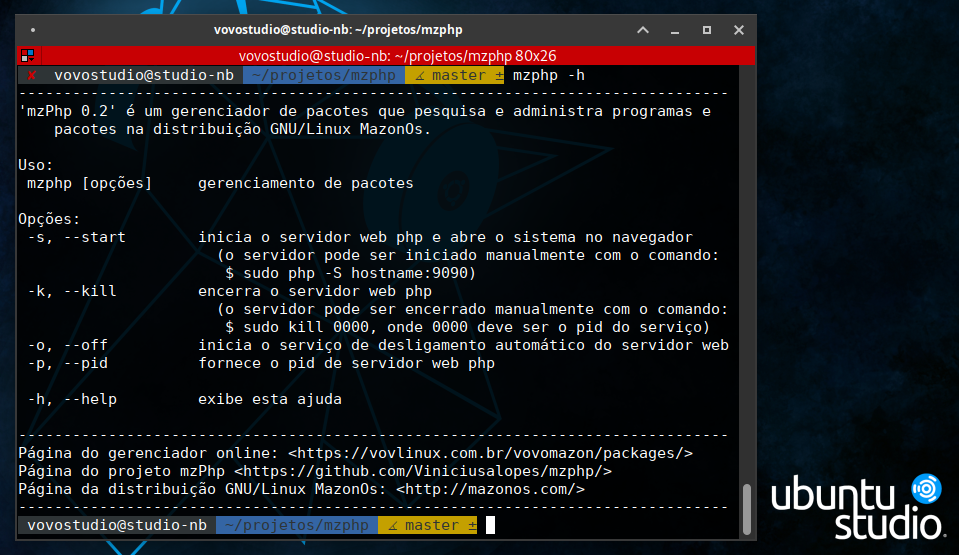 vovostudio@studio-nb: ~/projetos/mzphp
vovostudio@studio-nb: ~/projetos/mzphp 80x26
✘ vovostudio@studio-nb ~/projetos/mzphp ∡ master ± mzphp -h
-------------------------------------------------------------------------------
'mzPhp 0.2' é um gerenciador de pacotes que pesquisa e administra programas e
pacotes na distribuição GNU/Linux MazonOs.
Uso:
mzphp [opções] gerenciamento de pacotes
Opções:
-s, --start inicia o servidor web php e abre o sistema no navegador
(o servidor pode ser iniciado manualmente com o comando:
$ sudo php -S hostname:9090)
-k, --kill encerra o servidor web php
(o servidor pode ser encerrado manualmente com o comando:
$ sudo kill 0000, onde 0000 deve ser o pid do serviço)
-o, --off inicia o serviço de desligamento automático do servidor web
-p, --pid fornece o pid de servidor web php
-h, --help exibe esta ajuda
-------------------------------------------------------------------------------
Página do gerenciador online: <https://vovlinux.com.br/vovomazon/packages/>
Página do projeto mzPhp <https://github.com/Viniciusalopes/mzphp/>
Página da distribuição GNU/Linux MazonOs: <http://mazonos.com/>
-------------------------------------------------------------------------------
vovostudio@studio-nb ~/projetos/mzphp ∡ master ±
ubuntu
studio